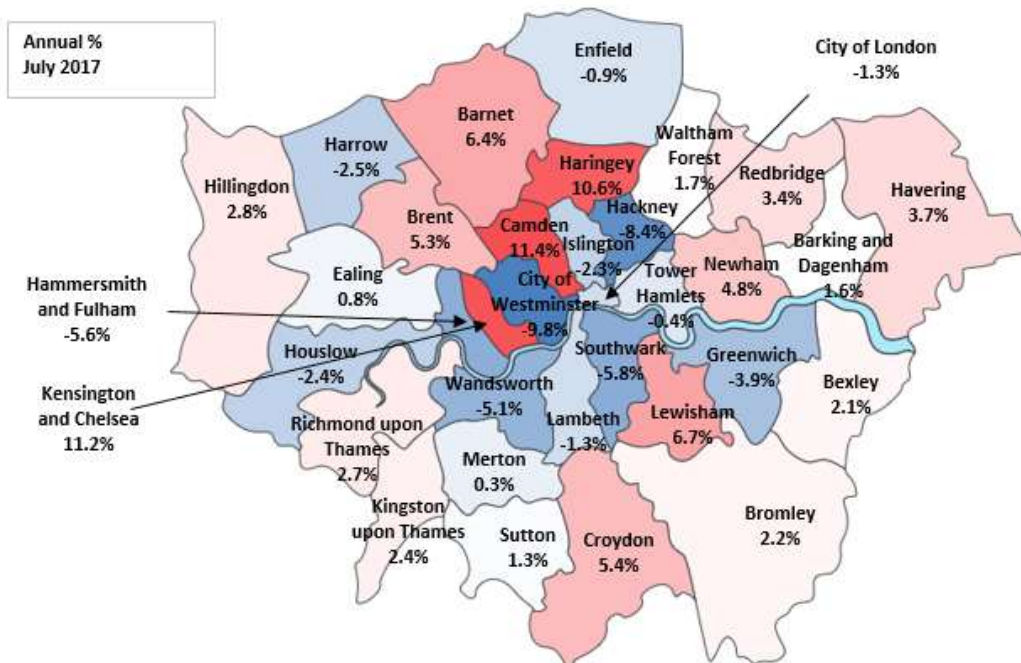 Annual %
July 2017
Enfield
-0.9%
City of London
-1.3%
Barnet
6.4%
Harrow
-2.5%
Waltham
Forest
1.7%
Redbridge
3.4%
Havering
3.7%
Hillingdon
2.8%
Haringey
10.6%
Hackney
-8.4%
Brent
5.3%
Camden
11.4%
Islington
-2.3%
Barking and
Dagenham
1.6%
Ealing
0.8%
Tower
Hamlets
-0.4%
Newham
4.8%
Hammersmith
and Fulham
-5.6%
City of
Westminster
-9.8%
Houslow
-2.4%
Southwark
-5.8%
Greenwich
-3.9%
Kensington
and Chelsea
11.2%
Wandsworth
-5.1%
Bexley
2.1%
Richmond upon
Thames
2.7%
Lambeth
-1.3%
Lewisham
6.7%
Merton
0.3%
Kingston
upon Thames
2.4%
Sutton
1.3%
Croydon
5.4%
Bromley
2.2%